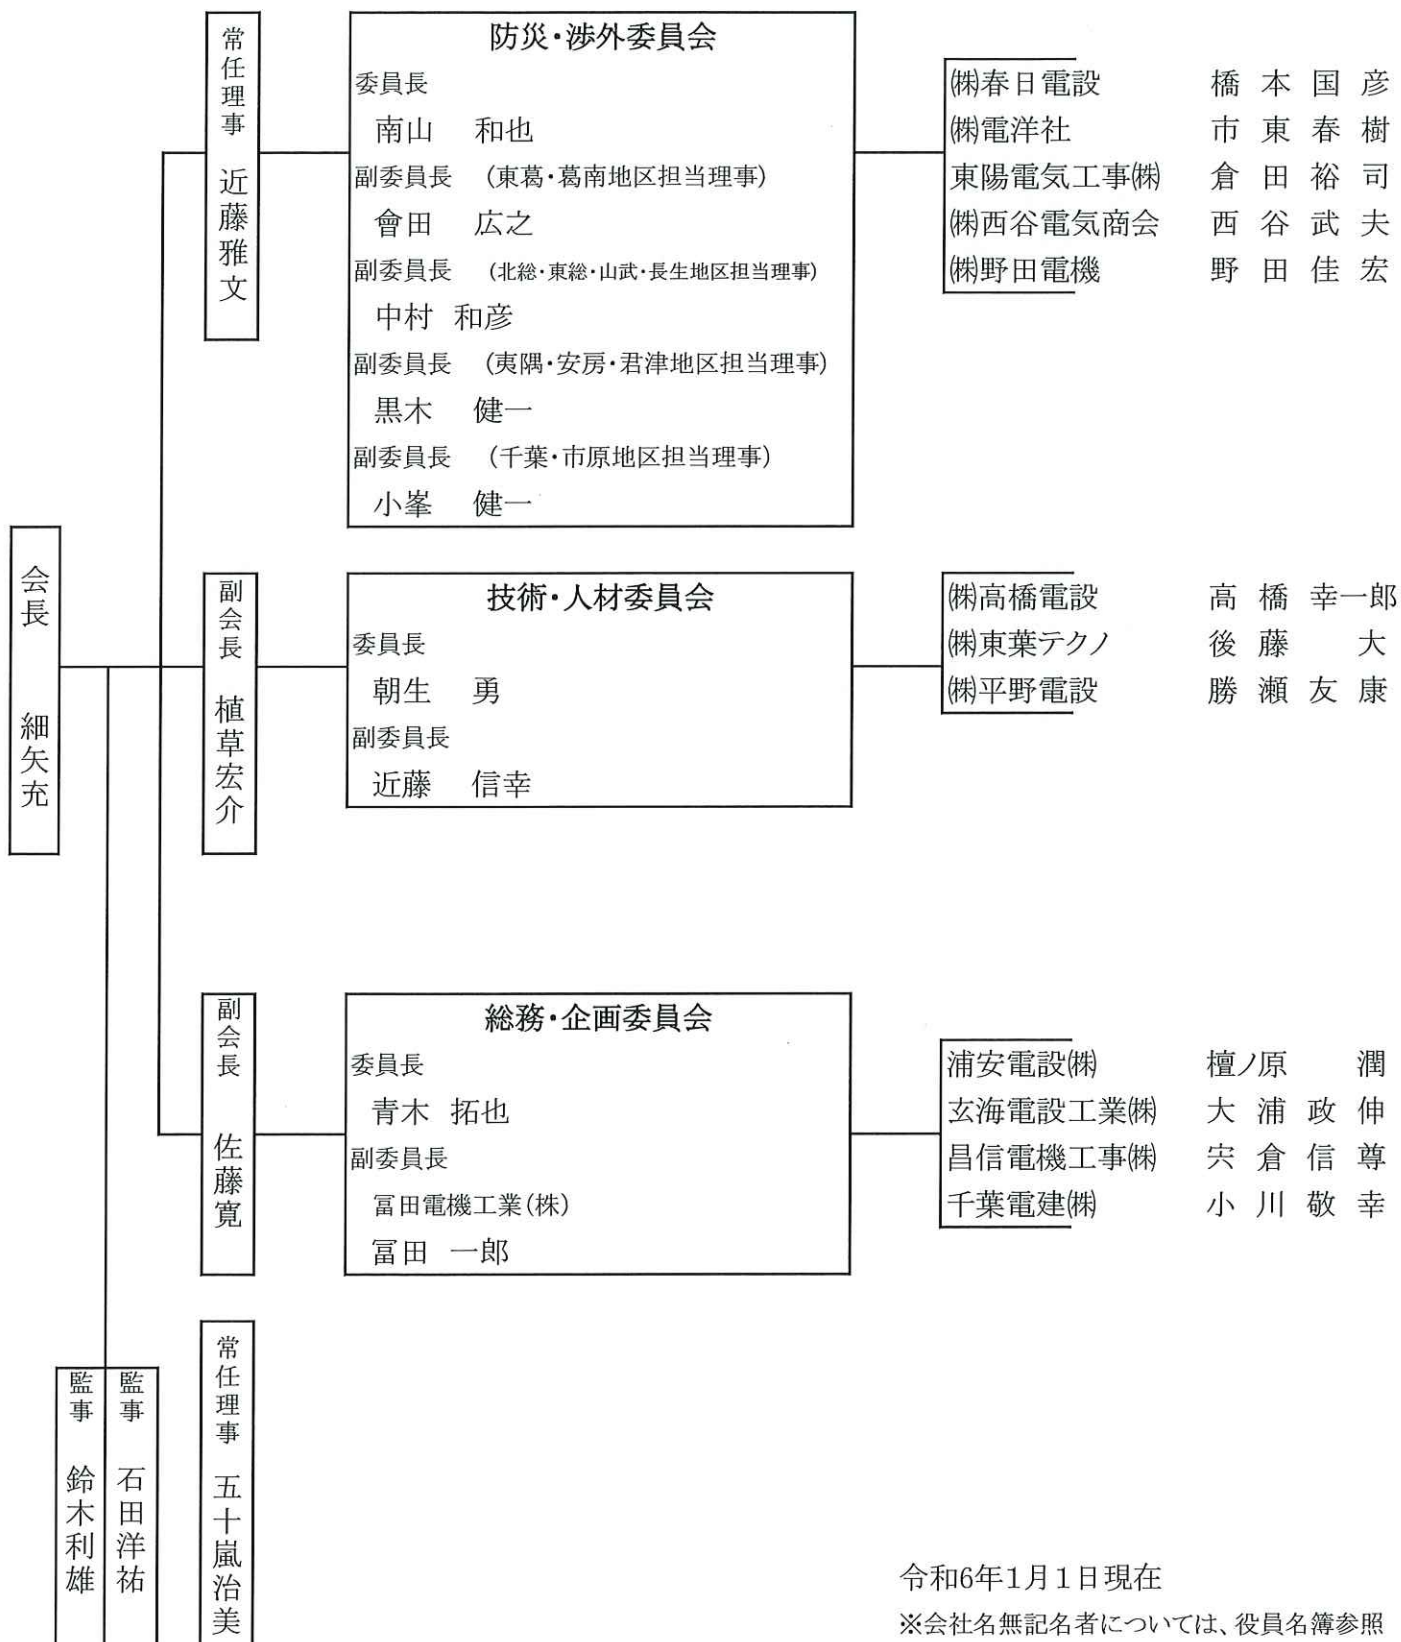 会長 細矢充
常任理事 近藤雅文
防災・渉外委員会
委員長
南山 和也
副委員長 (東葛・葛南地区担当理事)
會田 広之
副委員長 (北総・東総・山武・長生地区担当理事)
中村 和彦
副委員長 (夷隅・安房・君津地区担当理事)
黒木 健一
副委員長 (千葉・市原地区担当理事)
小峯 健一
㈱春日電設 橋本国彦
㈱電洋社 市東春樹
東陽電気工事㈱ 倉田裕司
㈱西谷電気商会 西谷武夫
㈱野田電機 野田佳宏
副会長 植草宏介
技術・人材委員会
委員長
朝生 勇
副委員長
近藤 信幸
㈱高橋電設 高橋幸一郎
㈱東葉テクノ 後藤 大
㈱平野電設 勝瀬友康
副会長 佐藤寛
総務・企画委員会
委員長
青木 拓也
副委員長
冨田電機工業(株)
冨田 一郎
浦安電設㈱ 檀ノ原 潤
玄海電設工業㈱ 大浦政伸
昌信電機工事㈱ 宍倉信尊
千葉電建㈱ 小川敬幸
常任理事 五十嵐治美
監事 石田洋祐
監事 鈴木利雄
令和6年1月1日現在
※会社名無記名者については、役員名簿参照